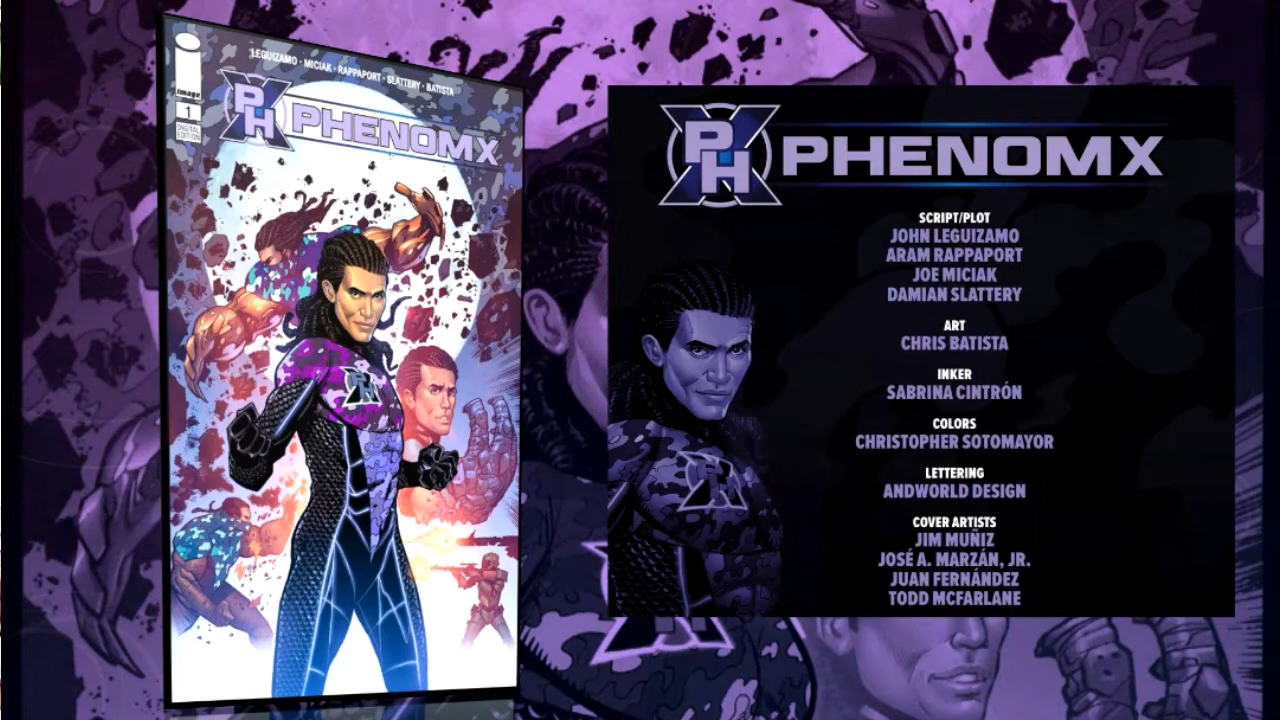 LEGUIZAMO · MICIAK · RAPPAPORT · SLATTERY · BATISTA
image
1
DIGITAL
EDITION
PH PHENOMX
PH
PH PHENOMX
SCRIPT/PLOT
JOHN LEGUIZAMO
ARAM RAPPAPORT
JOE MICIAK
DAMIAN SLATTERY
ART
CHRIS BATISTA
INKER
SABRINA CINTRÓN
COLORS
CHRISTOPHER SOTOMAYOR
LETTERING
ANDWORLD DESIGN
COVER ARTISTS
JIM MUÑIZ
JOSÉ A. MARZÁN, JR.
JUAN FERNÁNDEZ
TODD MCFARLANE